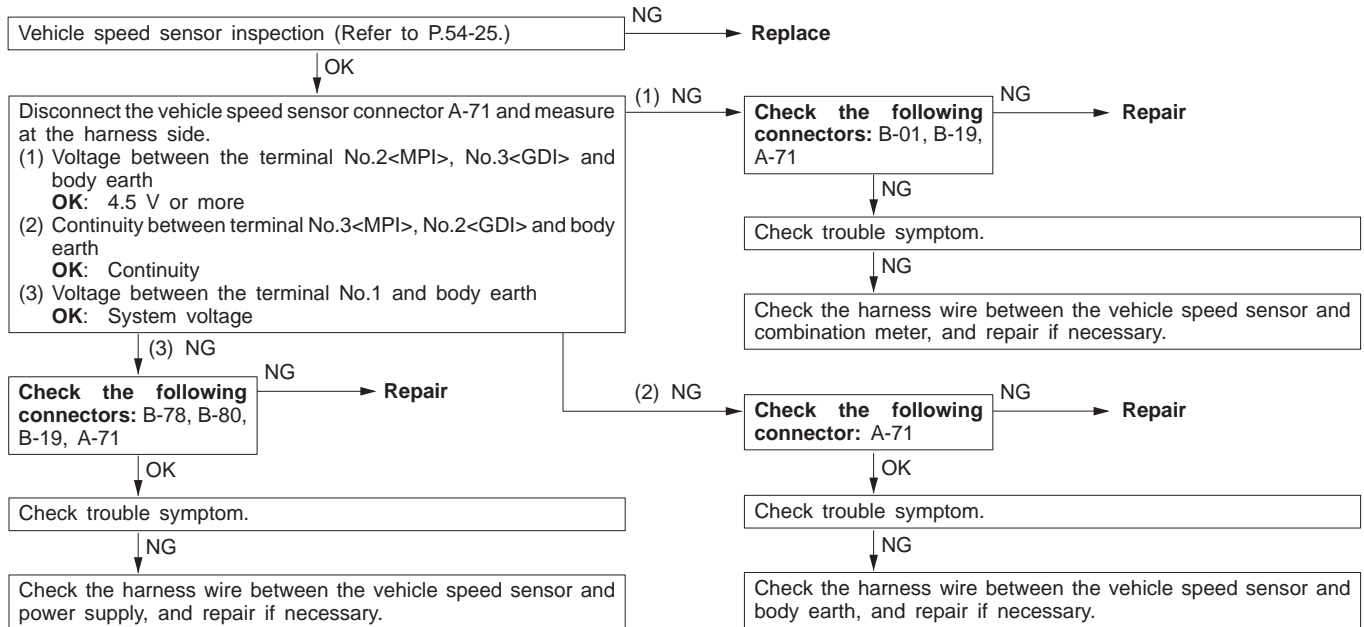 Vehicle speed sensor inspection (Refer to P.54-25.)
NG
Replace
OK
Disconnect the vehicle speed sensor connector A-71 and measure
at the harness side.
(1) Voltage between the terminal No.2<MPI>, No.3<GDI> and
body earth
OK: 4.5 V or more
(2) Continuity between terminal No.3<MPI>, No.2<GDI> and body
earth
OK: Continuity
(3) Voltage between the terminal No.1 and body earth
OK: System voltage
(1) NG
Check the following
connectors: B-01, B-19,
A-71
NG
Repair
NG
Check trouble symptom.
NG
Check the harness wire between the vehicle speed sensor and
combination meter, and repair if necessary.
(3) NG
Check the following
connectors: B-78, B-80,
B-19, A-71
NG
Repair
OK
Check trouble symptom.
NG
Check the harness wire between the vehicle speed sensor and
power supply, and repair if necessary.
(2) NG
Check the following
connector: A-71
NG
Repair
OK
Check trouble symptom.
NG
Check the harness wire between the vehicle speed sensor and
body earth, and repair if necessary.